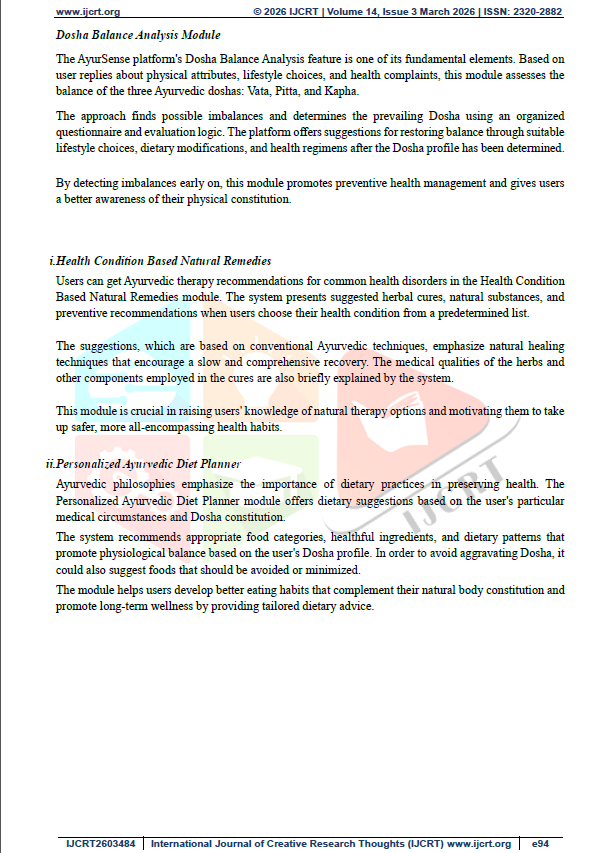 www.ijcrt.org © 2026 IJCRT | Volume 14, Issue 3 March 2026 | ISSN: 2320-2882
Dosha Balance Analysis Module
The AyurSense platform's Dosha Balance Analysis feature is one of its fundamental elements. Based on
user replies about physical attributes, lifestyle choices, and health complaints, this module assesses the
balance of the three Ayurvedic doshas: Vata, Pitta, and Kapha.
The approach finds possible imbalances and determines the prevailing Dosha using an organized
questionnaire and evaluation logic. The platform offers suggestions for restoring balance through suitable
lifestyle choices, dietary modifications, and health regimens after the Dosha profile has been determined.
By detecting imbalances early on, this module promotes preventive health management and gives users
a better awareness of their physical constitution.
i.Health Condition Based Natural Remedies
Users can get Ayurvedic therapy recommendations for common health disorders in the Health Condition
Based Natural Remedies module. The system presents suggested herbal cures, natural substances, and
preventive recommendations when users choose their health condition from a predetermined list.
The suggestions, which are based on conventional Ayurvedic techniques, emphasize natural healing
techniques that encourage a slow and comprehensive recovery. The medical qualities of the herbs and
other components employed in the cures are also briefly explained by the system.
This module is crucial in raising users' knowledge of natural therapy options and motivating them to take
up safer, more all-encompassing health habits.
ii.Personalized Ayurvedic Diet Planner
Ayurvedic philosophies emphasize the importance of dietary practices in preserving health. The
Personalized Ayurvedic Diet Planner module offers dietary suggestions based on the user's particular
medical circumstances and Dosha constitution.
The system recommends appropriate food categories, healthful ingredients, and dietary patterns that
promote physiological balance based on the user's Dosha profile. In order to avoid aggravating Dosha, it
could also suggest foods that should be avoided or minimized.
The module helps users develop better eating habits that complement their natural body constitution and
promote long-term wellness by providing tailored dietary advice.
IJCRT
IJCRT2603484 International Journal of Creative Research Thoughts (IJCRT) www.ijcrt.org e94